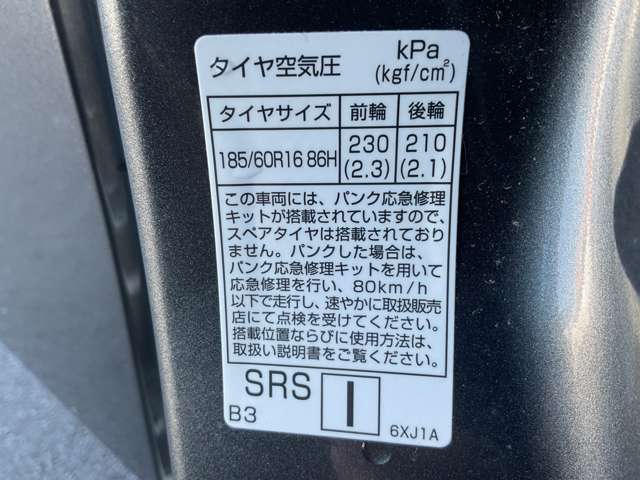 タイヤ空気圧 kPa
(kgf/cm²)
タイヤサイズ 前輪 後輪
185/60R16 86H 230 210
(2.3) (2.1)
この車両には、パンク応急修理
キットが搭載されていますので、
スペアタイヤは搭載されており
ません。パンクした場合は、
パンク応急修理キットを用いて
応急修理を行い、80km/h
以下で走行し、速やかに取扱販売
店にて点検を受けてください。
搭載位置ならびに使用方法は、
取扱い説明書をご覧ください。
SRS I
B3 6XJ1A